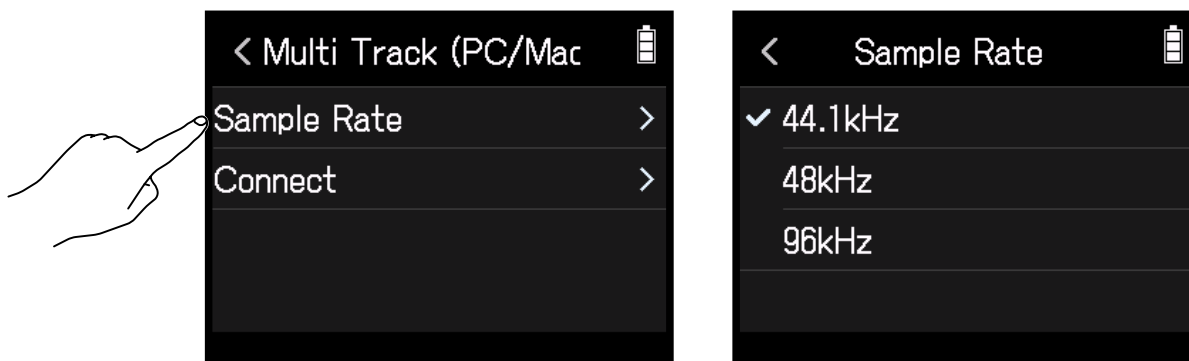 < Multi Track (PC/Mac
Sample Rate >
Connect >
< Sample Rate
✓ 44.1kHz
48kHz
96kHz